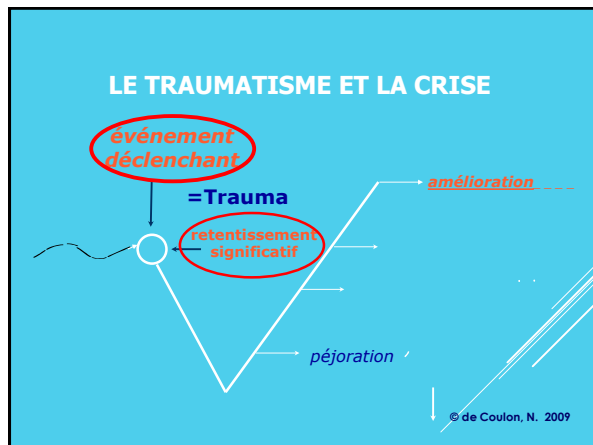 LE TRAUMATISME ET LA CRISE
événement
déclenchant
=Trauma
amélioration
retentissement
significatif
péjoration
© de Coulon, N. 2009